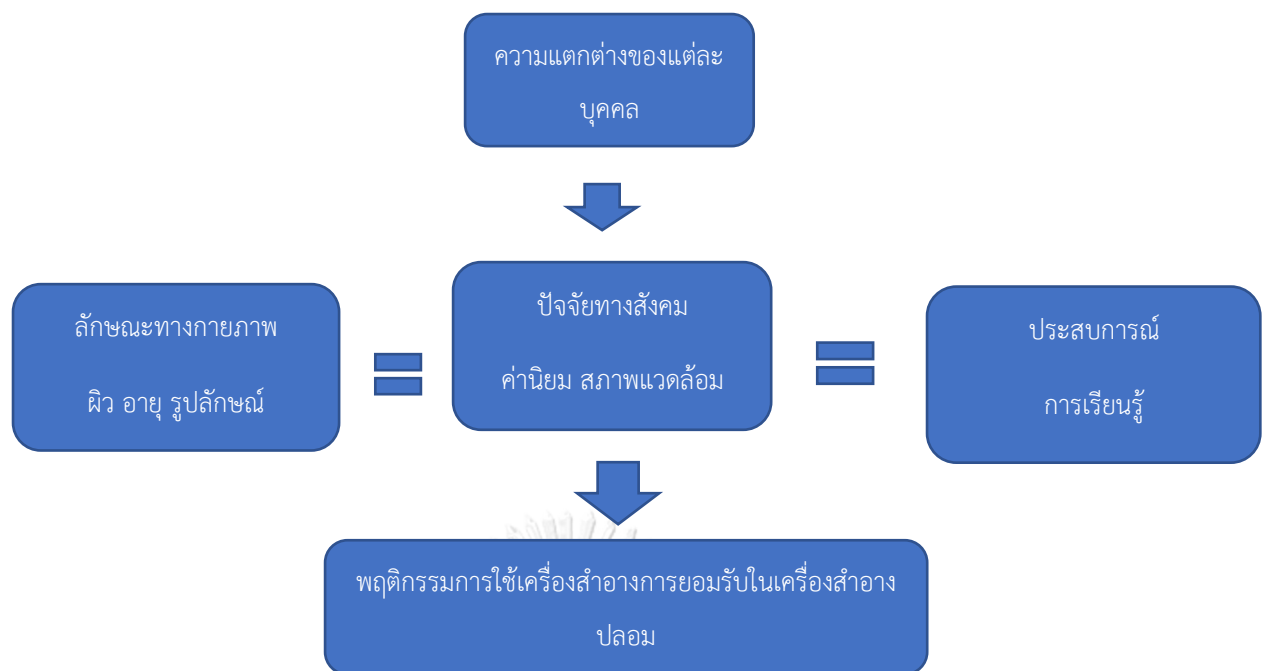 ความแตกต่างของแต่ละ
บุคคล
ลักษณะทางกายภาพ
ผิว อายุ รูปลักษณ์
ปัจจัยทางสังคม
ค่านิยม สภาพแวดล้อม
ประสบการณ์
การเรียนรู้
พฤติกรรมการใช้เครื่องสำอางการยอมรับในเครื่องสำอาง
ปลอม